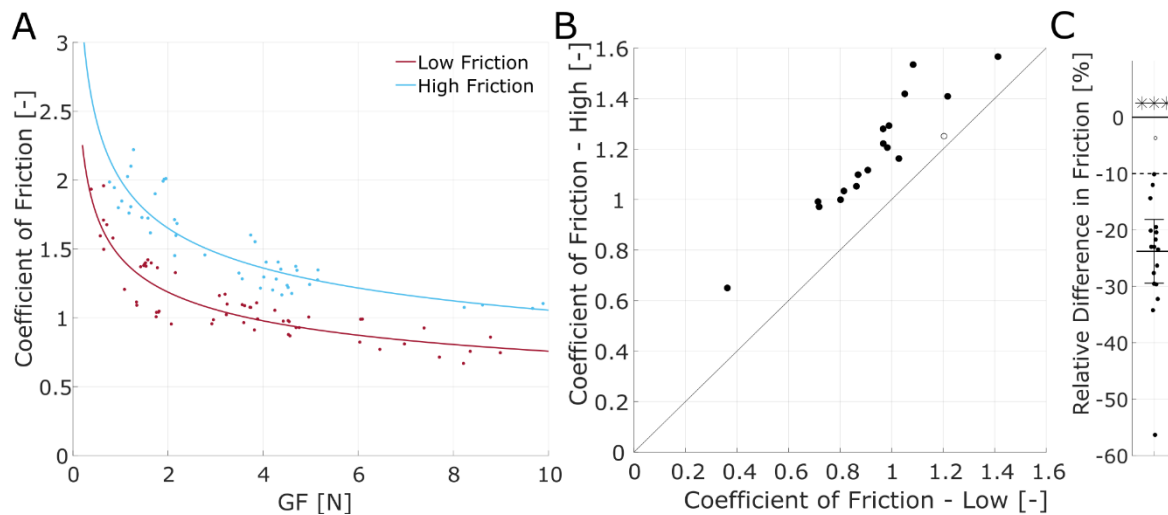 A
Coefficient of Friction [-]
3
2.5
2
1.5
1
0.5
0
Low Friction
High Friction
0 2 4 6 8 10
GF [N]
B
Coefficient of Friction - High [-]
1.6
1.4
1.2
1
0.8
0.6
0.4
0.2
0
0 0.2 0.4 0.6 0.8 1 1.2 1.4 1.6
Coefficient of Friction - Low [-]
C
Relative Difference in Friction [%]
***
0
-10
-20
-30
-40
-50
-60